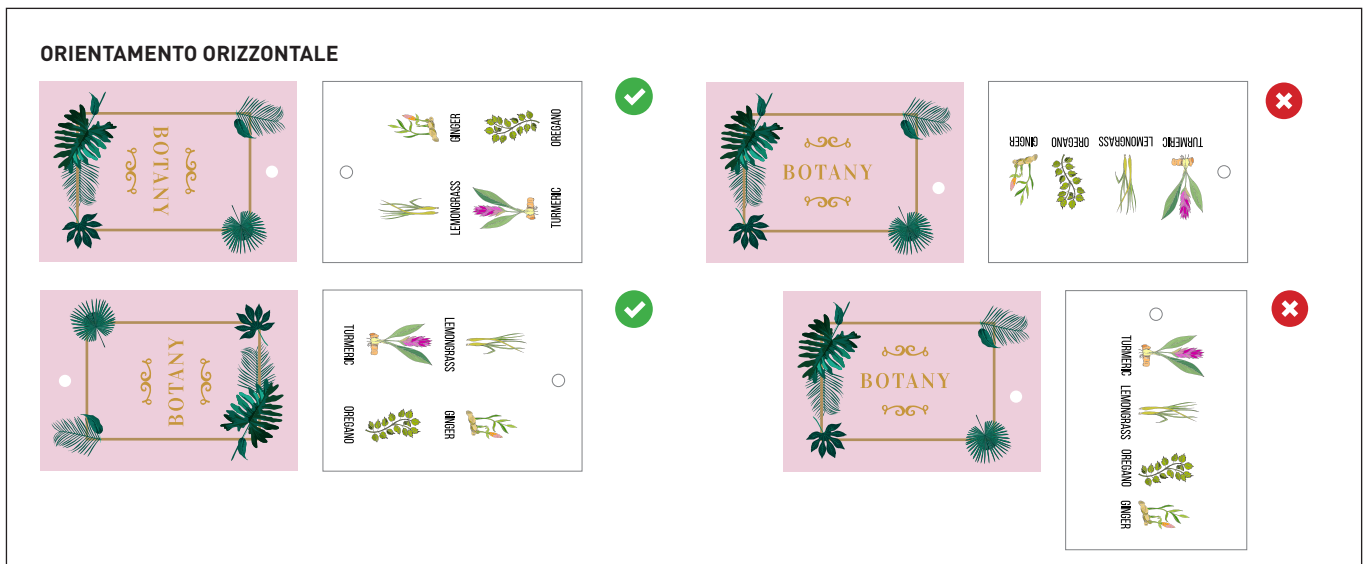 ORIENTAMENTO ORIZZONTALE
BOTANY
GINGER
OREGANO
LEMONGRASS
TURMERIC
BOTANY
GINGER
OREGANO
LEMONGRASS
TURMERIC
BOTANY
TURMERIC
LEMONGRASS
OREGANO
GINGER
BOTANY
TURMERIC
LEMONGRASS
OREGANO
GINGER